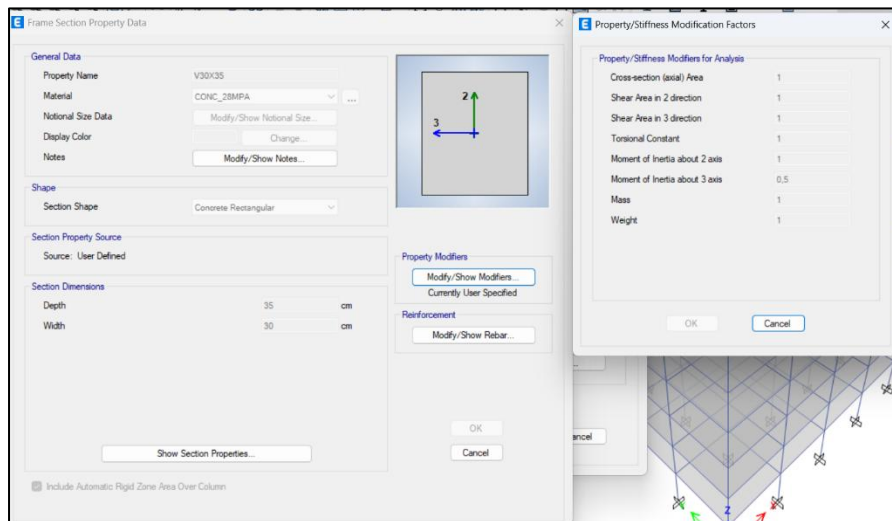 E Frame Section Property Data
General Data
Property Name V30X35
Material CONC_28MPA ...
Notional Size Data Modify/Show Notional Size...
Display Color Change...
Notes Modify/Show Notes...
Shape
Section Shape Concrete Rectangular
Section Property Source
Source: User Defined
Section Dimensions
Depth 35 cm
Width 30 cm
Show Section Properties...
Include Automatic Rigid Zone Area Over Column
2
3
Property Modifiers
Modify/Show Modifiers...
Currently User Specified
Reinforcement
Modify/Show Rebar...
OK
Cancel
E Property/Stiffness Modification Factors
Property/Stiffness Modifiers for Analysis
Cross-section (axial) Area 1
Shear Area in 2 direction 1
Shear Area in 3 direction 1
Torsional Constant 1
Moment of Inertia about 2 axis 1
Moment of Inertia about 3 axis 0,5
Mass 1
Weight 1
OK Cancel
ancel
Z